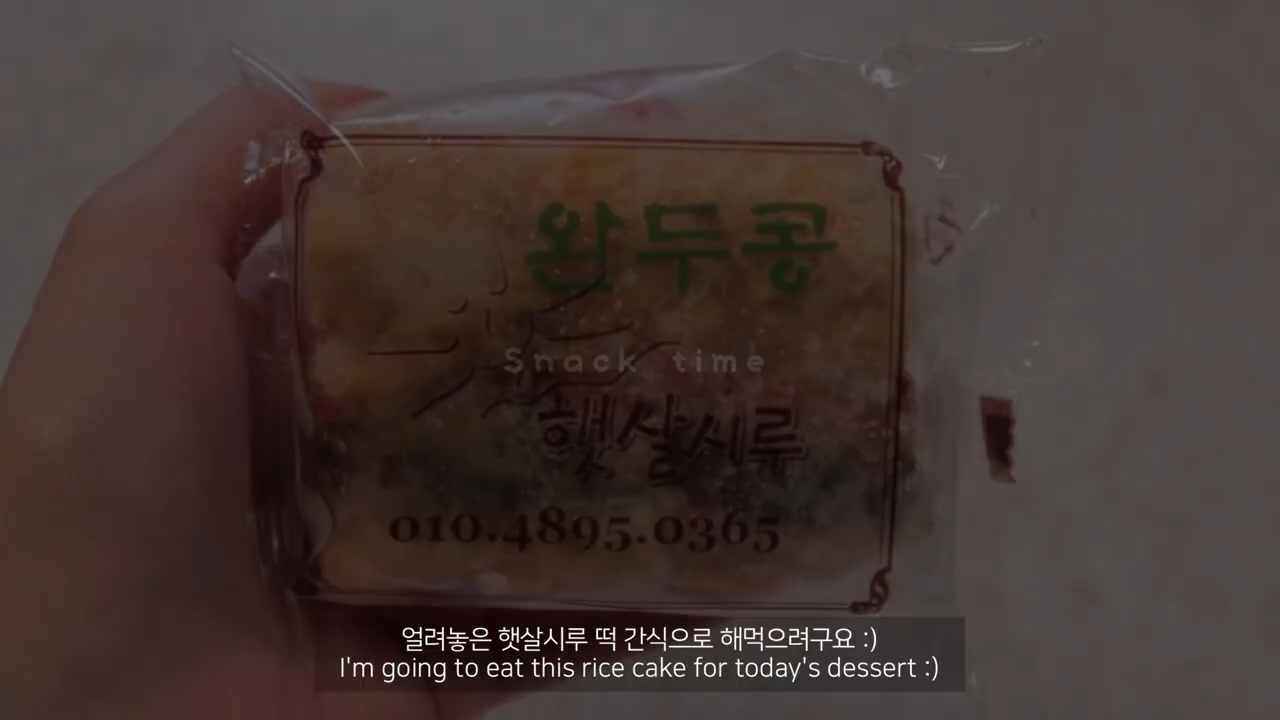 완두콩
Snack time
햇살시루
010.4895.0365
얼려놓은 햇살시루 떡 간식으로 해먹으려구요 :)
I'm going to eat this rice cake for today's dessert :)